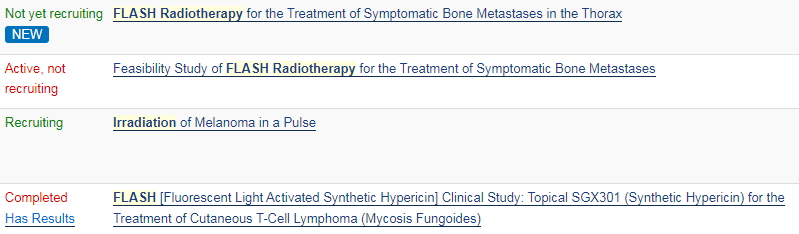 Not yet recruiting FLASH Radiotherapy for the Treatment of Symptomatic Bone Metastases in the Thorax
NEW
Active, not Feasibility Study of FLASH Radiotherapy for the Treatment of Symptomatic Bone Metastases
recruiting
Recruiting Irradiation of Melanoma in a Pulse
Completed FLASH [Fluorescent Light Activated Synthetic Hypericin] Clinical Study: Topical SGX301 (Synthetic Hypericin) for the
Has Results Treatment of Cutaneous T-Cell Lymphoma (Mycosis Fungoides)